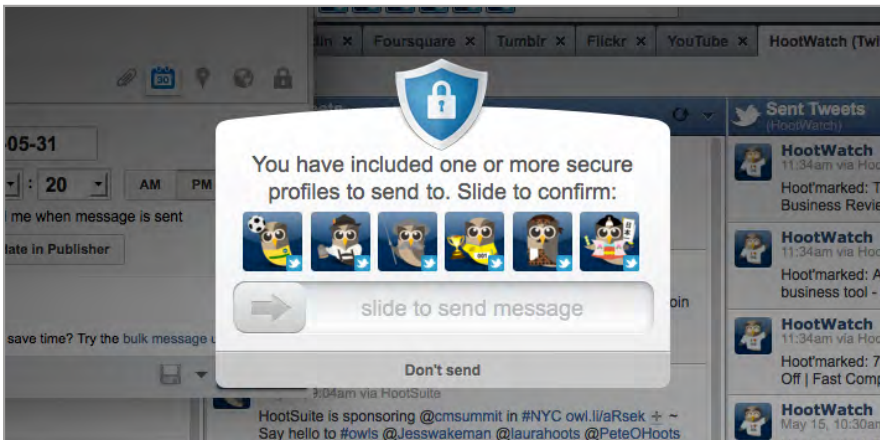 Foursquare
Tumblr
Flickr
YouTube
HootWatch (Twi
30
-05-31
: 20
AM
PM
Sent Tweets
(HootWatch)
You have included one or more secure
profiles to send to. Slide to confirm:
me when message is sent
late in Publisher
slide to send message
oin
save time? Try the bulk message u
Don't send
9:04am via HootSuite
HootSuite is sponsoring @cmsummit in #NYC owl.li/aRsek + ~
Say hello to #owls @Jesswakeman @laurahoots @PeteOHoots
HootWatch
11:34am via Hoo
Hoot'marked: T
Business Revie
HootWatch
11:34am via Hoo
Hoot'marked: A
business tool -
HootWatch
11:34am via Hoo
Hoot'marked: 7
Off | Fast Comp
HootWatch
May 15, 10:30am